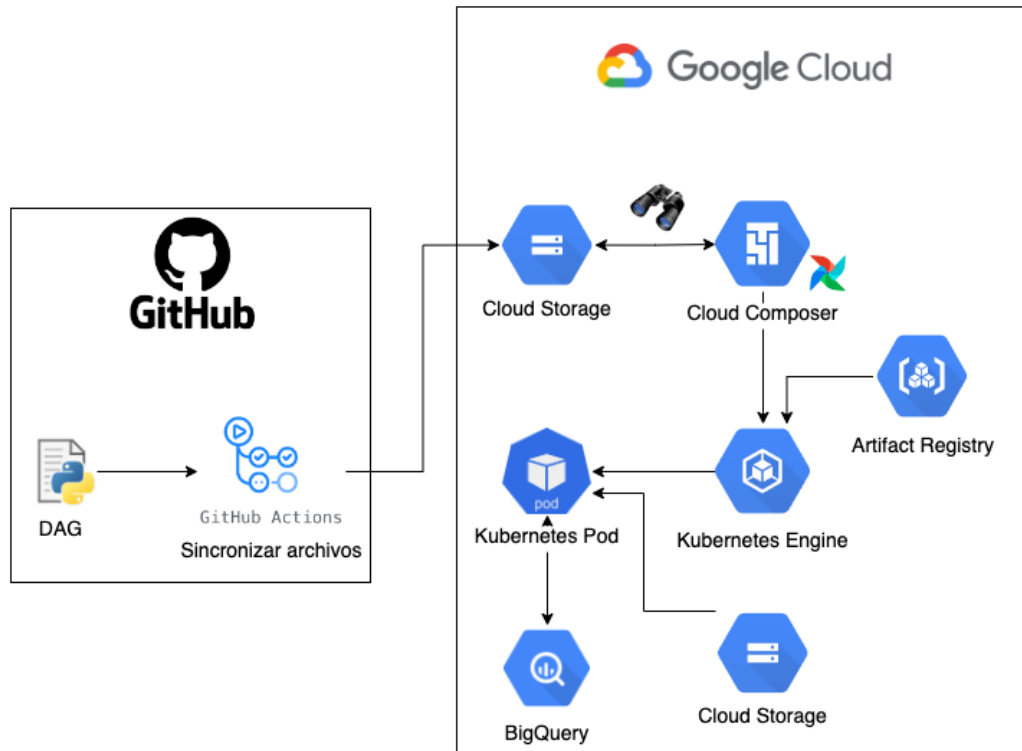 Google Cloud
GitHub
Cloud Storage
Cloud Composer
Artifact Registry
DAG
GitHub Actions
Sincronizar archivos
pod
Kubernetes Pod
Kubernetes Engine
BigQuery
Cloud Storage